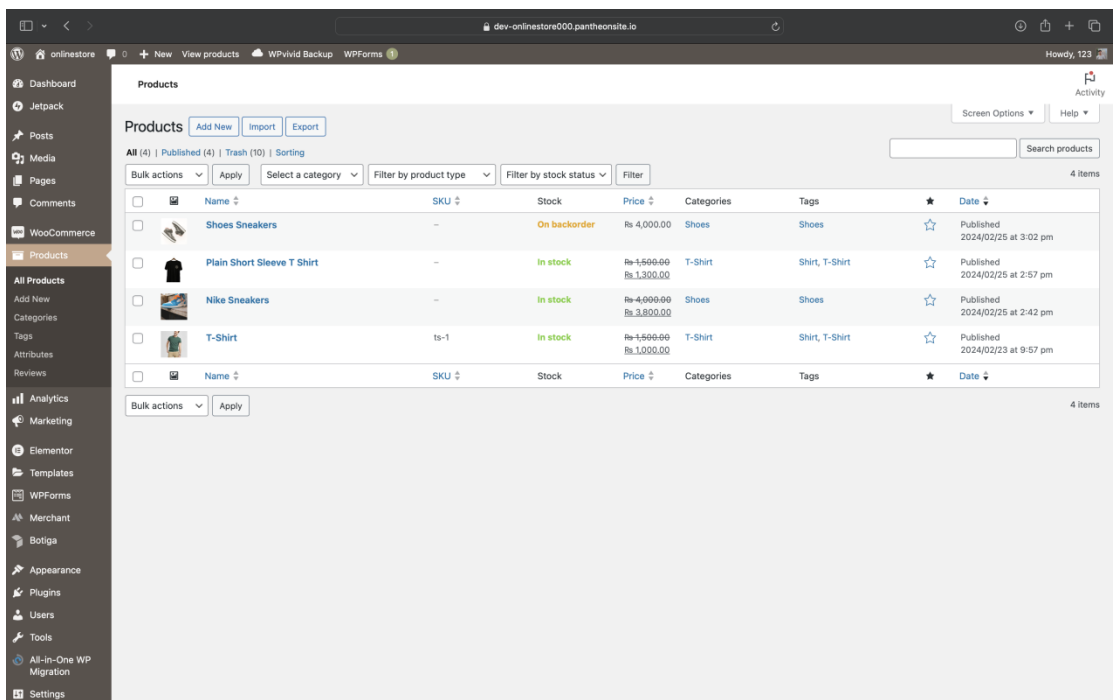 dev-onlinestore000.pantheonsite.io
onlinestore 0 New View products WPvivid Backup WPForms 1 Howdy, 123
Dashboard
Jetpack
Posts
Media
Pages
Comments
WooCommerce
Products
All Products
Add New
Categories
Tags
Attributes
Reviews
Analytics
Marketing
Elementor
Templates
WPForms
Merchant
Botiga
Appearance
Plugins
Users
Tools
All-in-One WP
Migration
Settings
Products
Activity
Screen Options Help
Products Add New Import Export
All (4) | Published (4) | Trash (10) | Sorting
Search products
Bulk actions Apply Select a category Filter by product type Filter by stock status Filter 4 items
Name SKU Stock Price Categories Tags Date
Shoes Sneakers – On backorder Rs 4,000.00 Shoes Shoes Published
2024/02/25 at 3:02 pm
Plain Short Sleeve T Shirt – In stock Rs 1,500.00 T-Shirt Shirt, T-Shirt Published
Rs 1,300.00 2024/02/25 at 2:57 pm
Nike Sneakers – In stock Rs 4,000.00 Shoes Shoes Published
Rs 3,800.00 2024/02/25 at 2:42 pm
T-Shirt ts-1 In stock Rs 1,500.00 T-Shirt Shirt, T-Shirt Published
Rs 1,000.00 2024/02/23 at 9:57 pm
Name SKU Stock Price Categories Tags Date
Bulk actions Apply 4 items